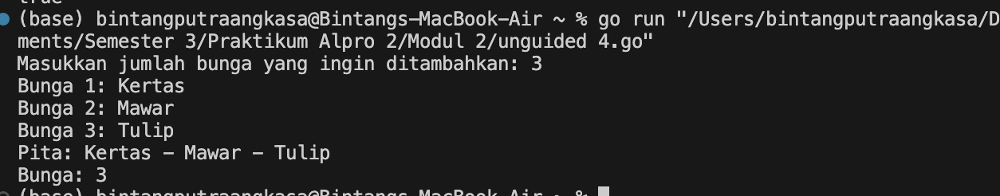 true
(base) bintangputraangkasa@Bintangs-MacBook-Air ~ % go run "/Users/bintangputraangkasa/D
ments/Semester 3/Praktikum Alpro 2/Modul 2/unguided 4.go"
Masukkan jumlah bunga yang ingin ditambahkan: 3
Bunga 1: Kertas
Bunga 2: Mawar
Bunga 3: Tulip
Pita: Kertas – Mawar – Tulip
Bunga: 3
(base) bintangputraangkasa@Bintangs-MacBook-Air ~ %